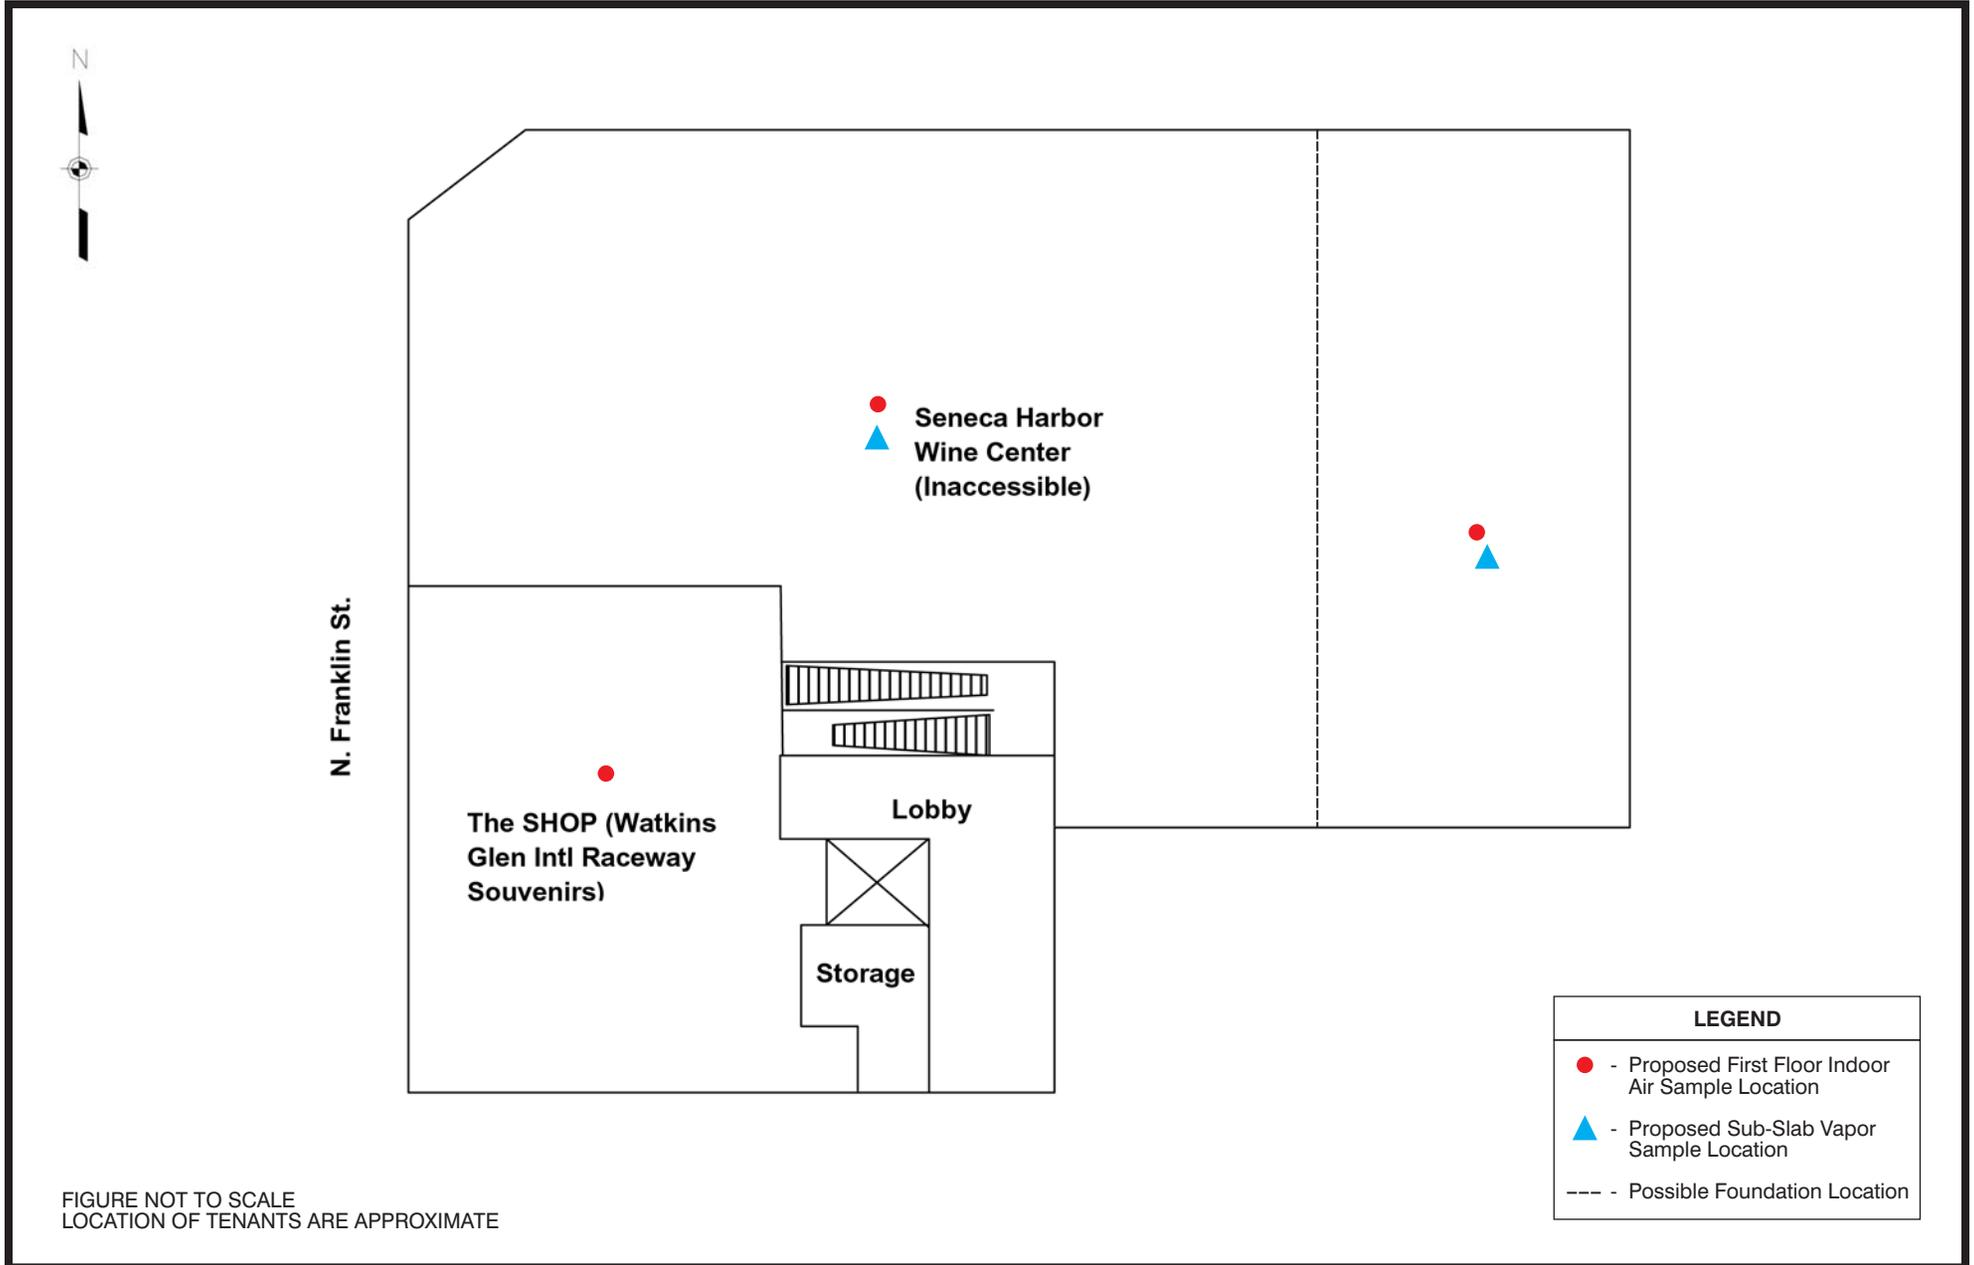 N
Seneca Harbor
Wine Center
(Inaccessible)
N. Franklin St.
Lobby
The SHOP (Watkins
Glen Intl Raceway
Souvenirs)
Storage
LEGEND
- Proposed First Floor Indoor
Air Sample Location
- Proposed Sub-Slab Vapor
Sample Location
--- - Possible Foundation Location
FIGURE NOT TO SCALE
LOCATION OF TENANTS ARE APPROXIMATE